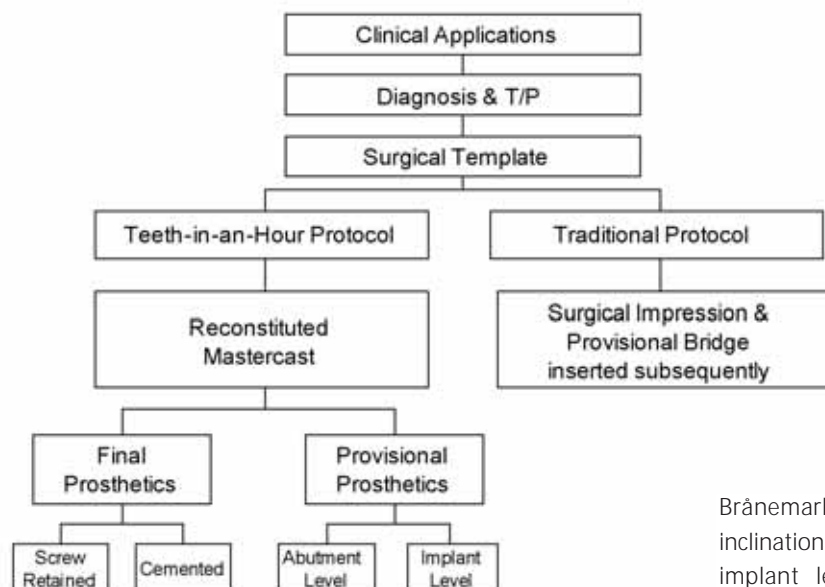 Clinical Applications
Diagnosis & T/P
Surgical Template
Teeth-in-an-Hour Protocol
Traditional Protocol
Reconstituted
Mastercast
Surgical Impression &
Provisional Bridge
inserted subsequently
Final
Prosthetics
Provisional
Prosthetics
Screw
Retained
Cemented
Abutment
Level
Implant
Level
inclination
implant